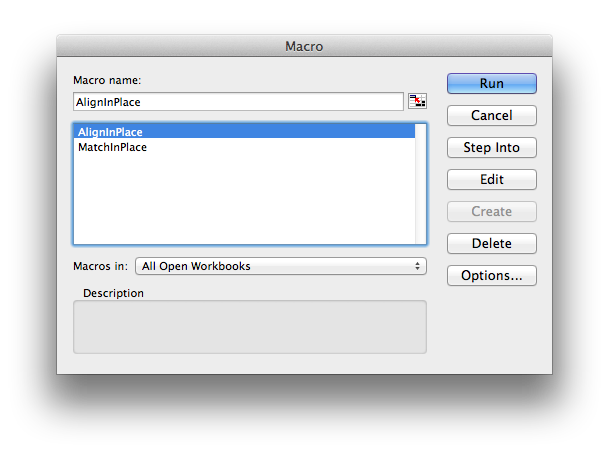 Macro
Macro name:
AlignInPlace
AlignInPlace
MatchInPlace
Macros in:
All Open Workbooks
Description
Run
Cancel
Step Into
Edit
Create
Delete
Options...